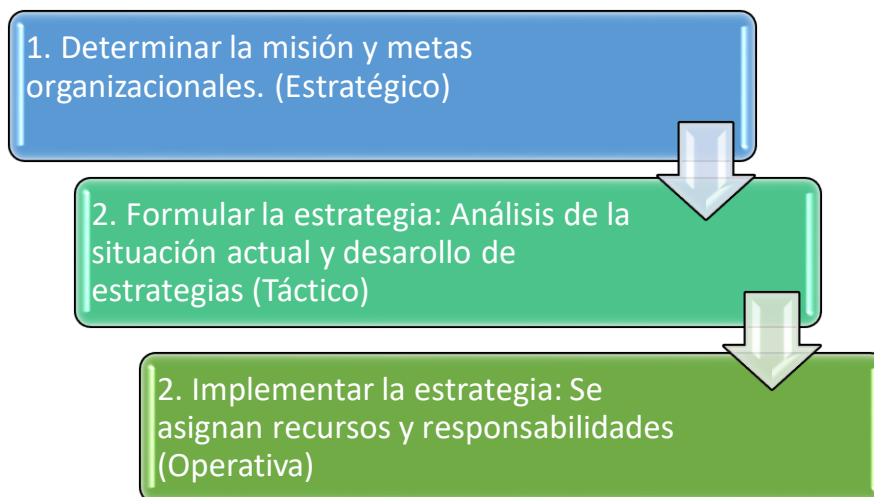 1. Determinar la misión y metas
organizacionales. (Estratégico)
2. Formular la estrategia: Análisis de la
situación actual y desarollo de
estrategias (Táctico)
2. Implementar la estrategia: Se
asignan recursos y responsabilidades
(Operativa)